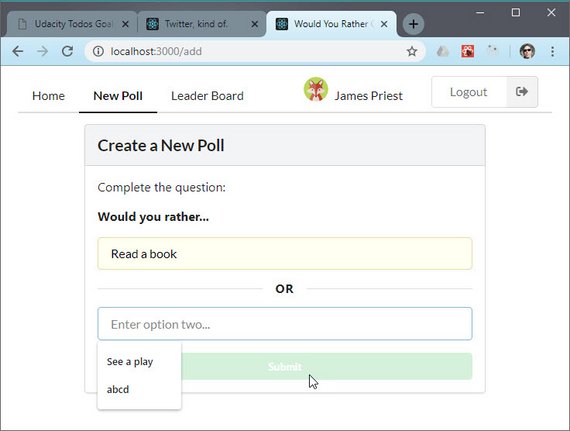 Udacity Todos Goal
Twitter, kind of.
Would You Rather
localhost:3000/add
Home
New Poll
Leader Board
James Priest
Logout
Create a New Poll
Complete the question:
Would you rather...
Read a book
OR
Enter option two...
See a play
abcd
Submit